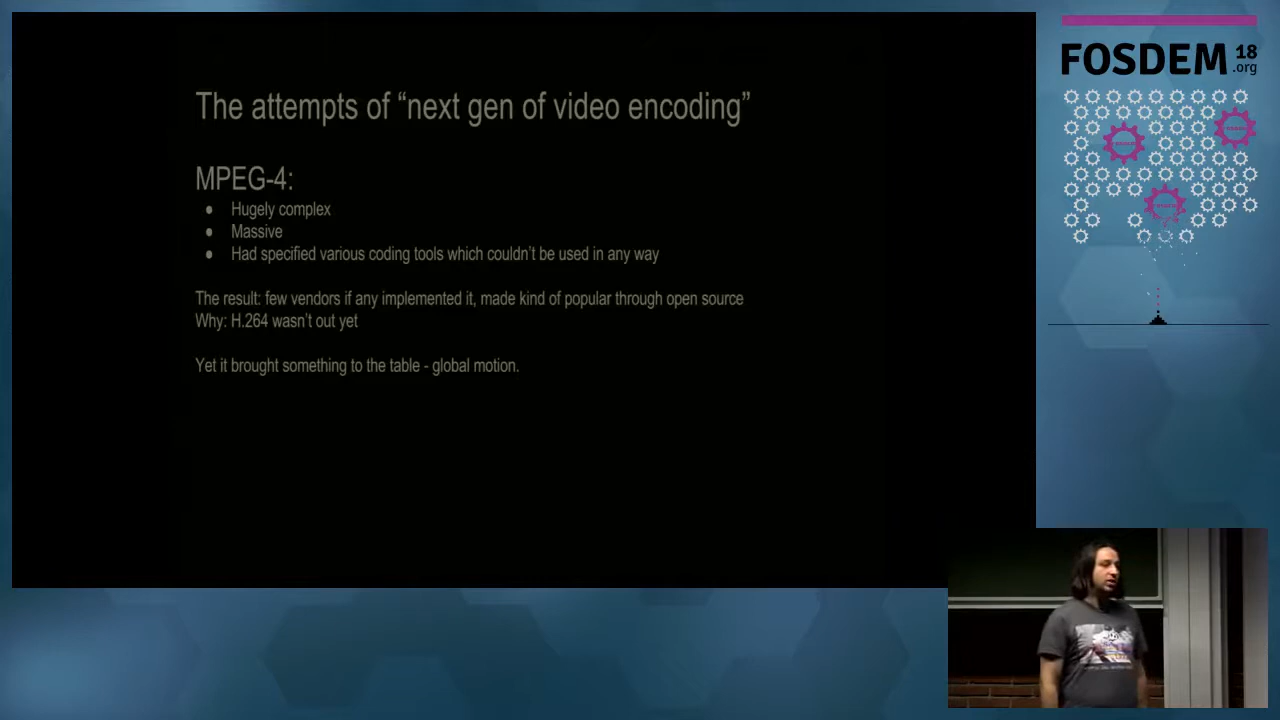 The attempts of “next gen of video encoding”
MPEG-4:
● Hugely complex
● Massive
● Had specified various coding tools which couldn’t be used in any way
The result: few vendors if any implemented it, made kind of popular through open source
Why: H.264 wasn’t out yet
Yet it brought something to the table - global motion.
FOSDEM 18
.org